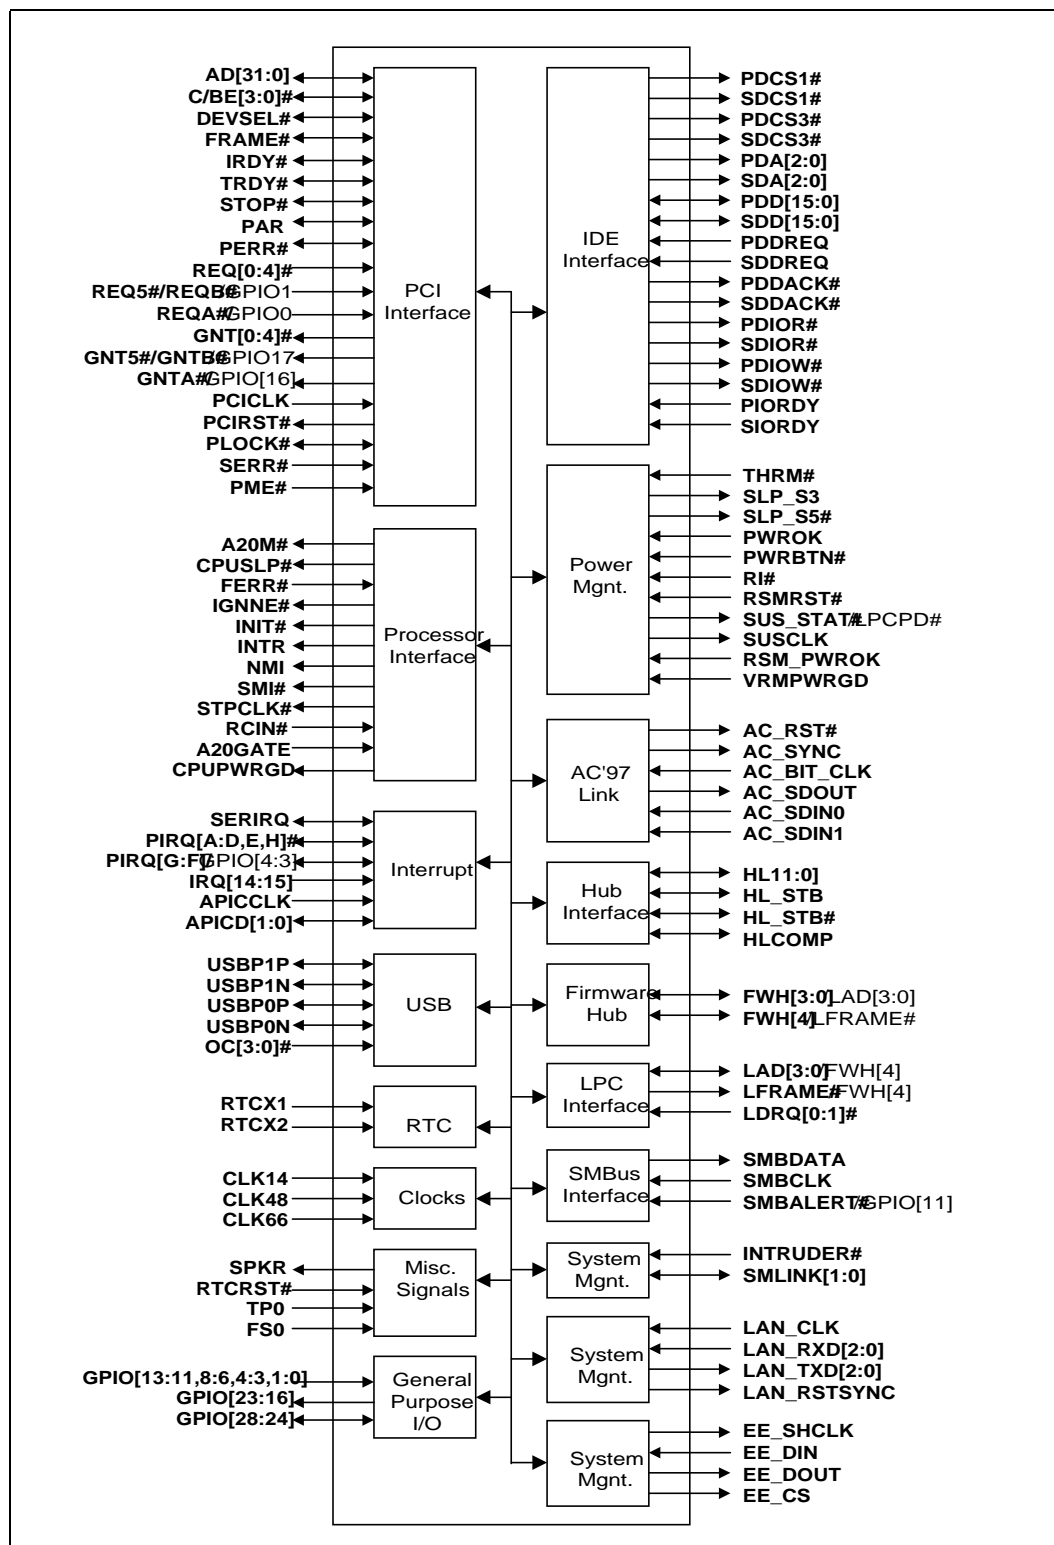 AD[31:0]
C/BE[3:0]#
DEVSEL#
FRAME#
IRDY#
TRDY#
STOP#
PAR
PERR#
REQ[0:4]#
REQ5#/REQB#/GPIO1
REQA#/GPIO0
GNT[0:4]#
GNT5#/GNTB#/GPIO17
GNTA#/GPIO[16]
PCICLK
PCIRST#
PLOCK#
SERR#
PME#
PCI
Interface
A20M#
CPUSLP#
FERR#
IGNNE#
INIT#
INTR
NMI
SMI#
STPCLK#
RCIN#
A20GATE
CPUPWRGD
Processor
Interface
SERIRQ
PIRQ[A:D,E,H]#
PIRQ[G:F]/GPIO[4:3]
IRQ[14:15]
APICCLK
APICD[1:0]
Interrupt
USBP1P
USBP1N
USBP0P
USBP0N
OC[3:0]#
USB
RTCX1
RTCX2
RTC
CLK14
CLK48
CLK66
Clocks
SPKR
RTCRST#
TP0
FS0
Misc.
Signals
GPIO[13:11,8:6,4:3,1:0]
GPIO[23:16]
GPIO[28:24]
General
Purpose
I/O
IDE
Interface
PDCS1#
SDCS1#
PDCS3#
SDCS3#
PDA[2:0]
SDA[2:0]
PDD[15:0]
SDD[15:0]
PDDREQ
SDDREQ
PDDACK#
SDDACK#
PDIOR#
SDIOR#
PDIOW#
SDIOW#
PIORDY
SIORDY
Power
Mgnt.
THRM#
SLP_S3
SLP_S5#
PWROK
PWRBTN#
RI#
RSMRST#
SUS_STAT#/LPCPD#
SUSCLK
RSM_PWROK
VRMPWRGD
AC'97
Link
AC_RST#
AC_SYNC
AC_BIT_CLK
AC_SDOUT
AC_SDIN0
AC_SDIN1
Hub
Interface
HL11:0]
HL_STB
HL_STB#
HLCOMP
Firmware
Hub
FWH[3:0]/LAD[3:0]
FWH[4]/LFRAME#
LPC
Interface
LAD[3:0]/FWH[4]
LFRAME#/FWH[4]
LDRQ[0:1]#
SMBus
Interface
SMBDATA
SMBCLK
SMBALERT#/GPIO[11]
System
Mgnt.
INTRUDER#
SMLINK[1:0]
System
Mgnt.
LAN_CLK
LAN_RXD[2:0]
LAN_TXD[2:0]
LAN_RSTSYNC
System
Mgnt.
EE_SHCLK
EE_DIN
EE_DOUT
EE_CS